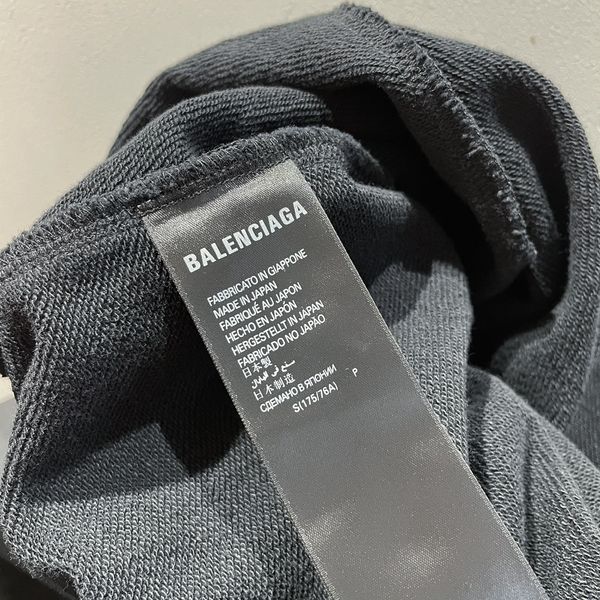 BALENCIAGA
FABBRICATO IN GIAPPONE
MADE IN JAPAN
FABRIQUÉ AU JAPON
HECHO EN JAPÓN
HERGESTELLT IN JAPAN
FABRICADO NO JAPÃO
日本製
صنع في اليابان
日本制造
СДЕЛАНО В ЯПОНИИ
S(175/76A) P